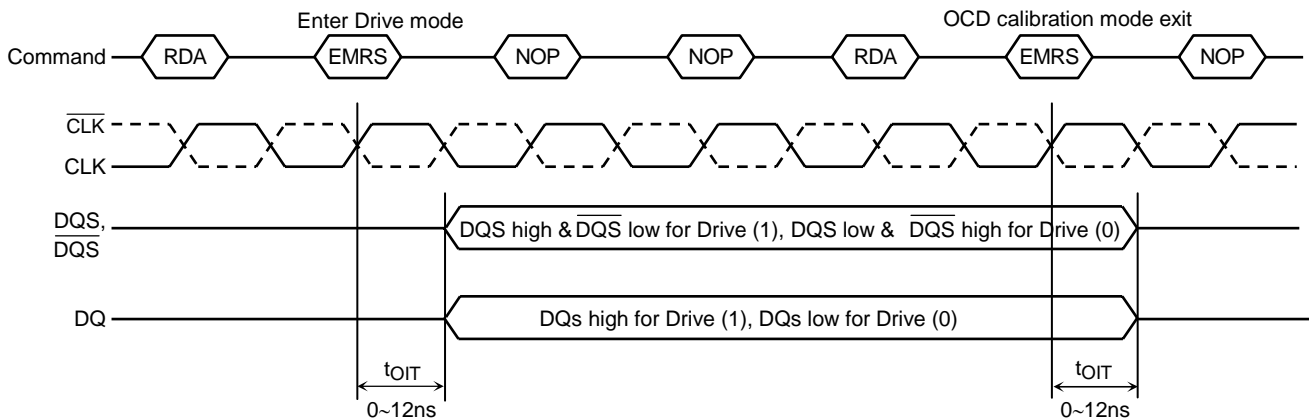 Enter Drive mode OCD calibration mode exit
Command RDA EMRS NOP NOP RDA EMRS NOP
CLK
CLK
DQS,
DQS
DQS high & DQS low for Drive (1), DQS low & DQS high for Drive (0)
DQ DQs high for Drive (1), DQs low for Drive (0)
tOIT tOIT
0~12ns 0~12ns